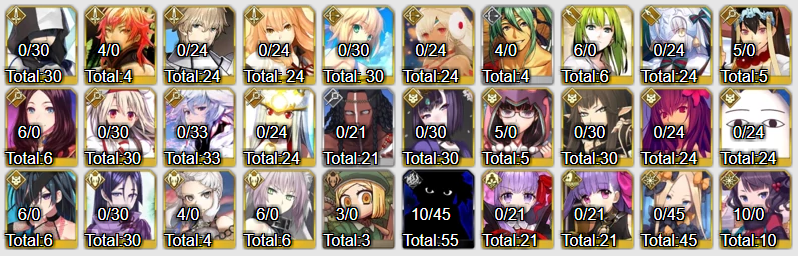 0/30 4/0 0/24 0/24 0/30 0/24 4/0 6/0 0/24 5/0
Total:30 Total:4 Total:24 Total:24 Total:30 Total:24 Total:4 Total:6 Total:24 Total:5
6/0 0/30 0/33 0/24 0/21 0/30 5/0 0/30 0/24 0/24
Total:6 Total:30 Total:33 Total:24 Total:21 Total:30 Total:5 Total:30 Total:24 Total:24
6/0 0/30 4/0 6/0 3/0 10/45 0/21 0/21 0/45 10/0
Total:6 Total:30 Total:4 Total:6 Total:3 Total:55 Total:21 Total:21 Total:45 Total:10